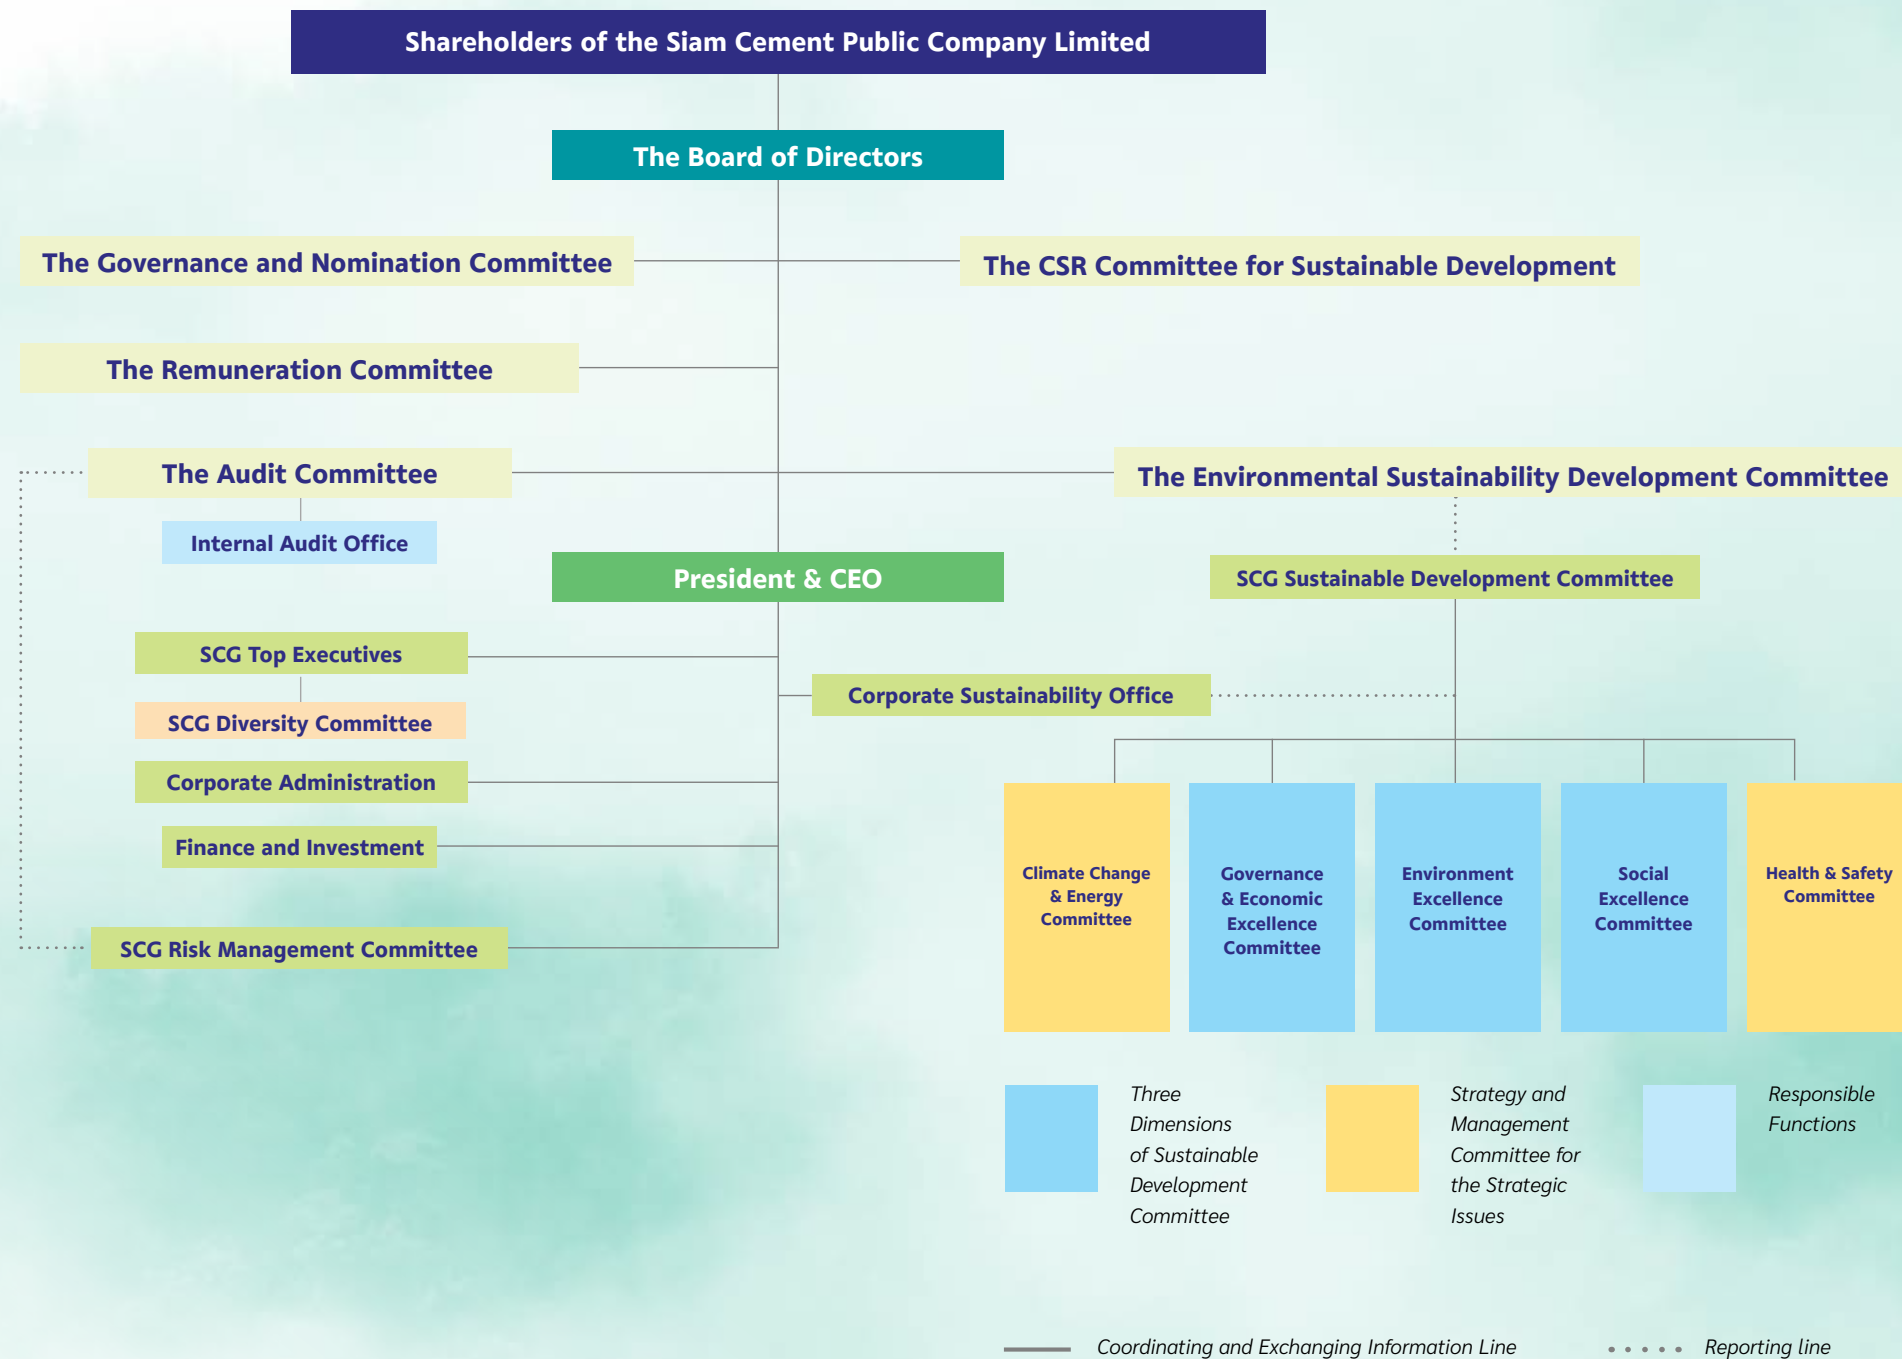 Shareholders of the Siam Cement Public Company Limited
The Board of Directors
The Governance and Nomination Committee
The CSR Committee for Sustainable Development
The Remuneration Committee
The Audit Committee
The Environmental Sustainability Development Committee
Internal Audit Office
President & CEO
SCG Sustainable Development Committee
SCG Top Executives
Corporate Sustainability Office
SCG Diversity Committee
Corporate Administration
Finance and Investment
SCG Risk Management Committee
Climate Change
& Energy
Committee
Governance
& Economic
Excellence
Committee
Environment
Excellence
Committee
Social
Excellence
Committee
Health & Safety
Committee
Three
Dimensions
of Sustainable
Development
Committee
Strategy and
Management
Committee for
the Strategic
Issues
Responsible
Functions
Coordinating and Exchanging Information Line
Reporting line